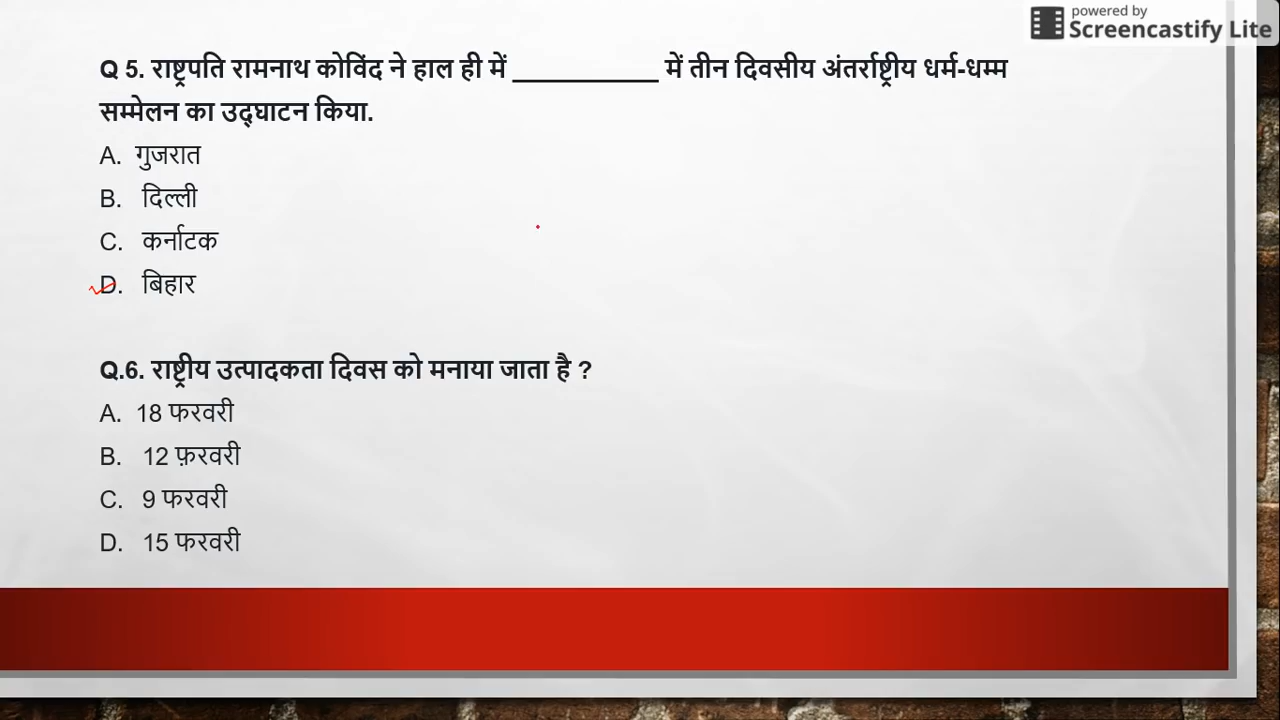 powered by
Screencastify Lite
Q 5. राष्ट्रपति रामनाथ कोविंद ने हाल ही में __________ में तीन दिवसीय अंतर्राष्ट्रीय धर्म-धम्म
सम्मेलन का उद्घाटन किया.
A. गुजरात
B. दिल्ली
C. कर्नाटक
D. बिहार
Q.6. राष्ट्रीय उत्पादकता दिवस को मनाया जाता है ?
A. 18 फरवरी
B. 12 फ़रवरी
C. 9 फरवरी
D. 15 फरवरी